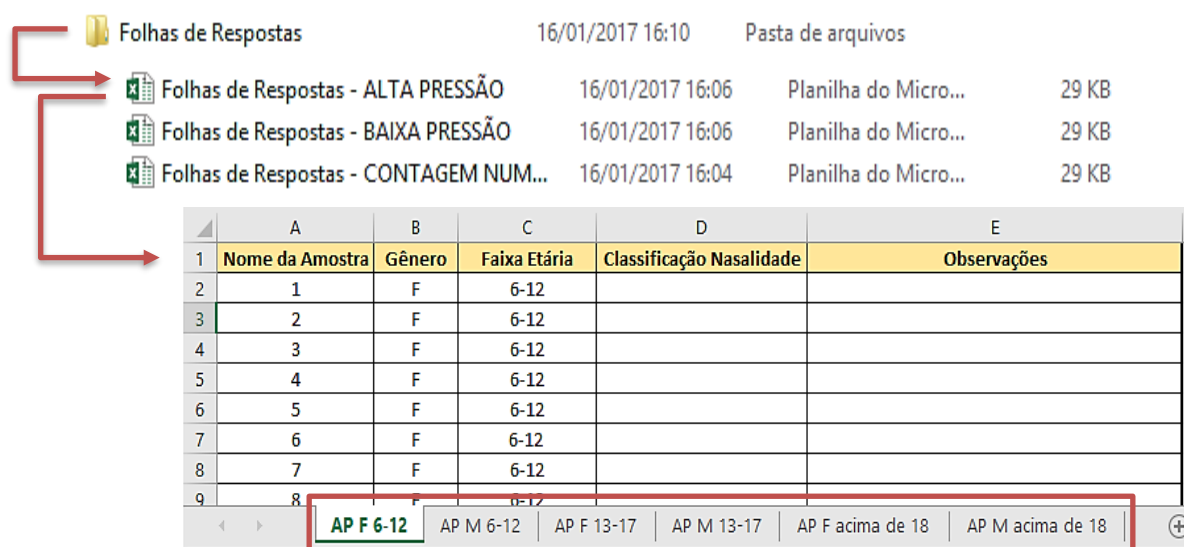 Folhas de Respostas 16/01/2017 16:10 Pasta de arquivos
Folhas de Respostas - ALTA PRESSÃO 16/01/2017 16:06 Planilha do Micro... 29 KB
Folhas de Respostas - BAIXA PRESSÃO 16/01/2017 16:06 Planilha do Micro... 29 KB
Folhas de Respostas - CONTAGEM NUM... 16/01/2017 16:04 Planilha do Micro... 29 KB
A B C D E
1 Nome da Amostra Gênero Faixa Etária Classificação Nasalidade Observações
2 1 F 6-12
3 2 F 6-12
4 3 F 6-12
5 4 F 6-12
6 5 F 6-12
7 6 F 6-12
8 7 F 6-12
9 8 F 6-12
AP F 6-12 AP M 6-12 AP F 13-17 AP M 13-17 AP F acima de 18 AP M acima de 18